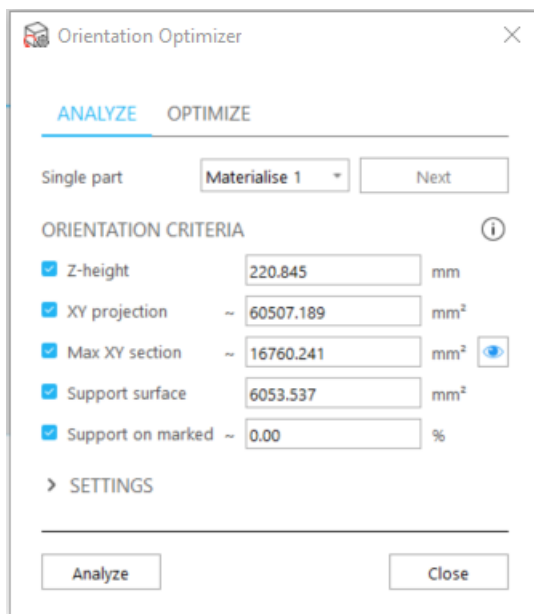 Orientation Optimizer
ANALYZE OPTIMIZE
Single part Materialise 1 Next
ORIENTATION CRITERIA
Z-height 220.845 mm
XY projection ~ 60507.189 mm²
Max XY section ~ 16760.241 mm²
Support surface 6053.537 mm²
Support on marked ~ 0.00 %
SETTINGS
Analyze Close